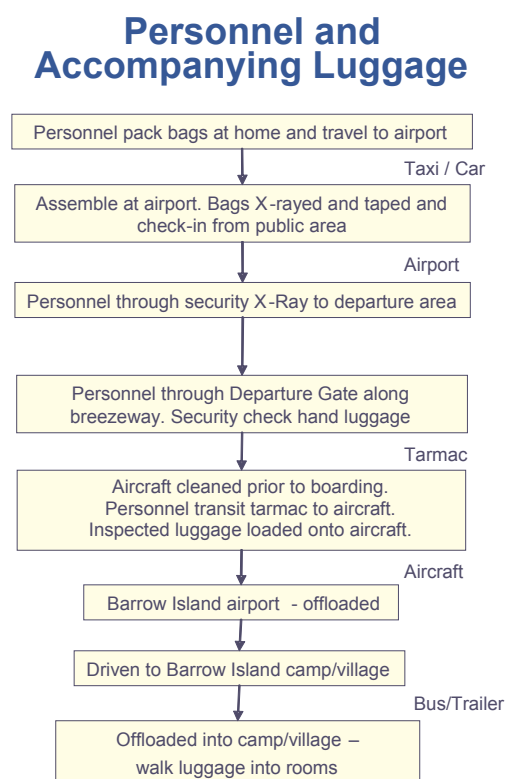 Personnel and
Accompanying Luggage
Personnel pack bags at home and travel to airport
Taxi / Car
Assemble at airport. Bags X-rayed and taped and
check-in from public area
Airport
Personnel through security X-Ray to departure area
Personnel through Departure Gate along
breezeway. Security check hand luggage
Tarmac
Aircraft cleaned prior to boarding.
Personnel transit tarmac to aircraft.
Inspected luggage loaded onto aircraft.
Aircraft
Barrow Island airport - offloaded
Driven to Barrow Island camp/village
Bus/Trailer
Offloaded into camp/village –
walk luggage into rooms